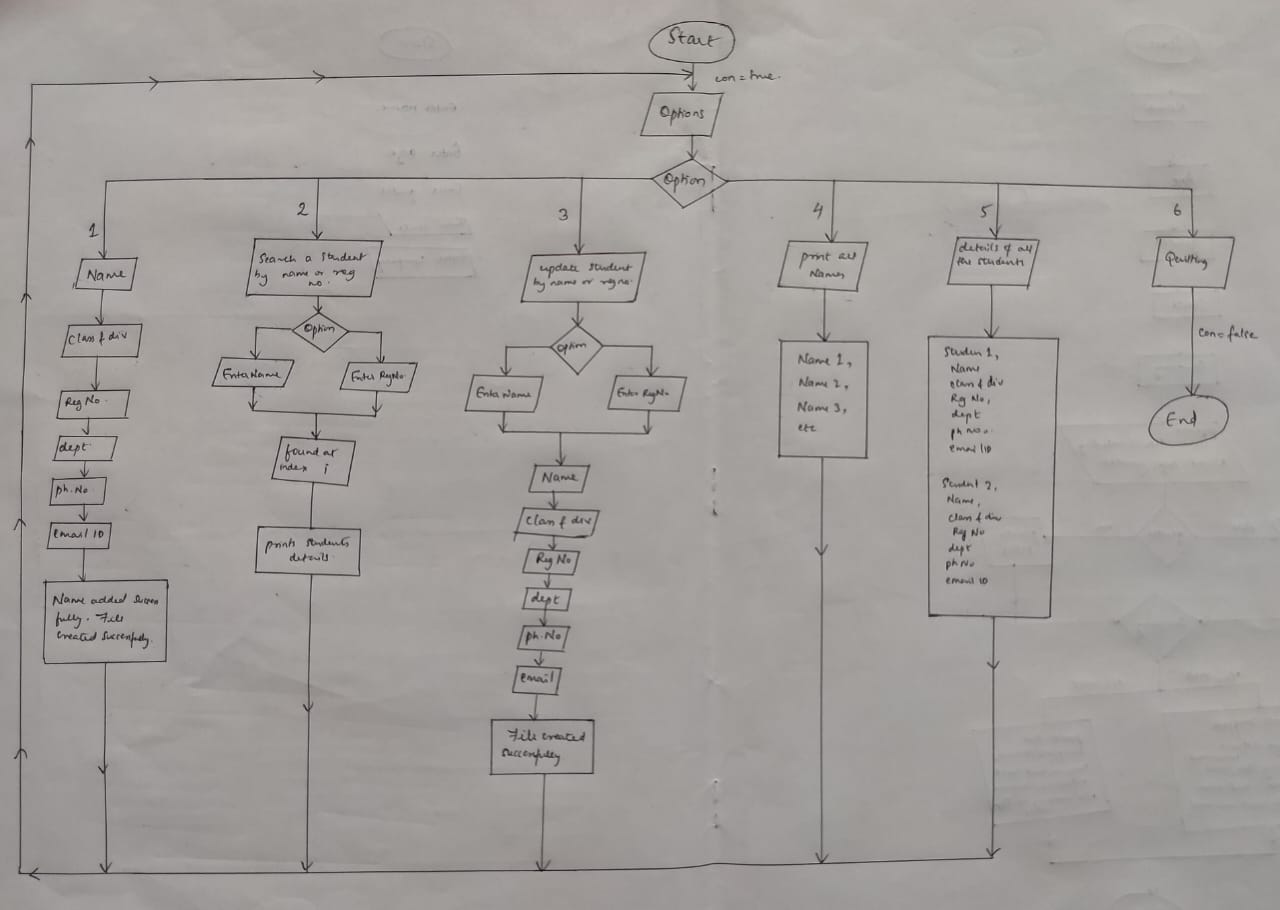 Start
con = true.
Options
Option
1
Name
Class & div
Reg No.
dept
ph. No
email ID
Name added succes
fully. File
created successfully.
2
Search a student
by name or reg
no.
Option
Enter Name
Enter RegNo.
found at
index i
prints students
details
3
update student
by name or reg no.
Option
Enter Name
Enter RegNo
Name
Class & div
Reg No
dept
ph. No
email
File created
successfully
4
print all
Names
Name 1,
Name 2,
Name 3,
etc
5
details of all
the students
Student 1,
Name
class & div
Reg No,
dept
ph No.
email ID
Student 2,
Name,
Class & div
Reg No
dept
ph No
email ID
6
Quitting
con = false
End